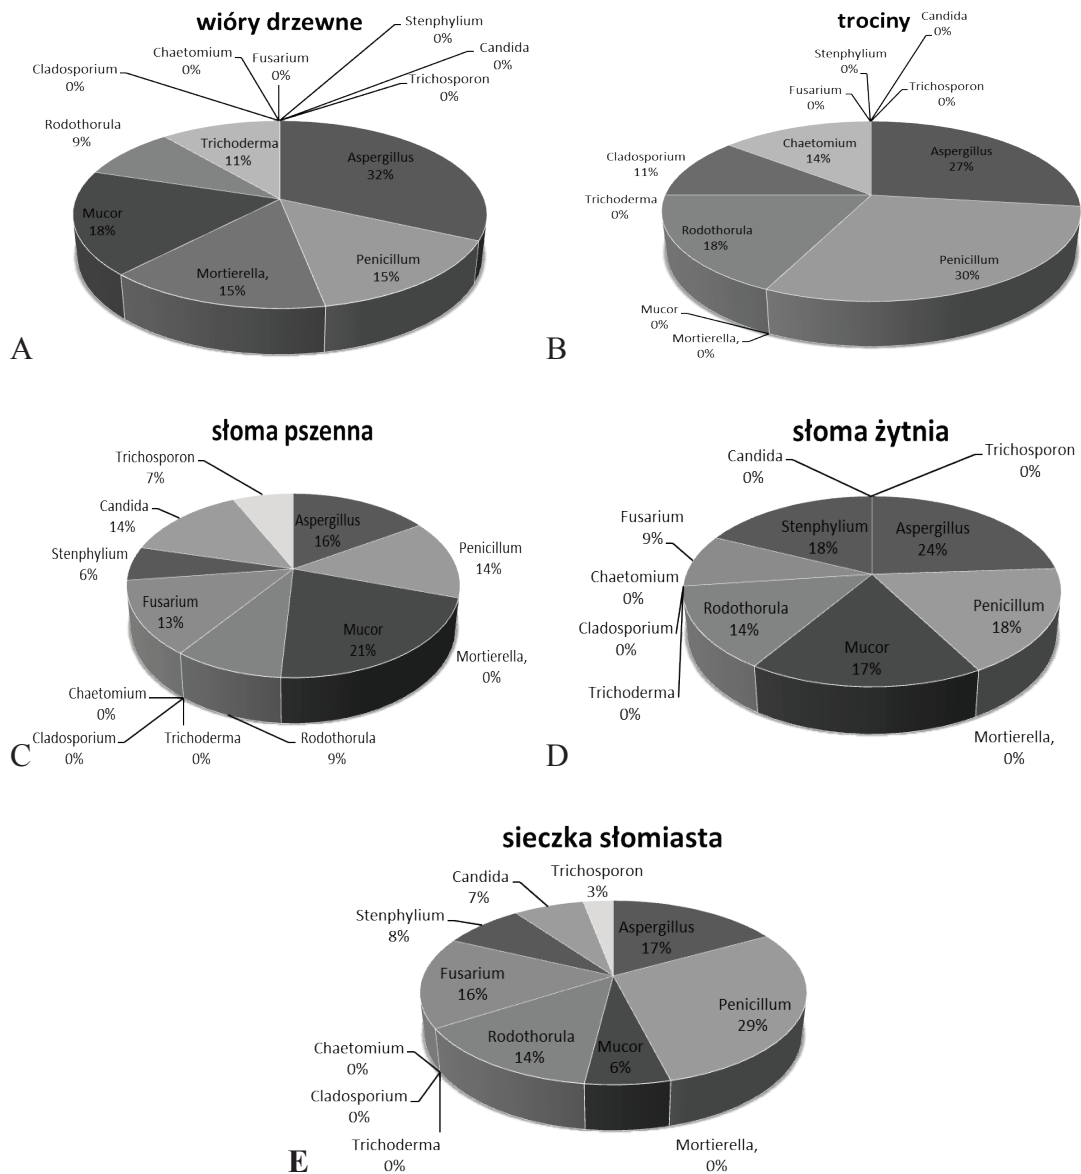 wióry drzewne
Stenphylium
0%
Chaetomium
0%
Fusarium
0%
Candida
0%
Cladosporium
0%
Trichosporon
0%
Rodothorula
9%
Trichoderma
11%
Aspergillus
32%
Mucor
18%
Mortierella,
15%
Penicillum
15%
A
trociny
Candida
0%
Stenphylium
0%
Fusarium
0%
Trichosporon
0%
Chaetomium
14%
Aspergillus
27%
Cladosporium
11%
Trichoderma
0%
Rodothorula
18%
Penicillum
30%
Mucor
0%
Mortierella,
0%
B
słoma pszenna
Trichosporon
7%
Candida
14%
Aspergillus
16%
Stenphylium
6%
Penicillum
14%
Fusarium
13%
Mucor
21%
Mortierella,
0%
Chaetomium
0%
Cladosporium
0%
Trichoderma
0%
Rodothorula
9%
C
słoma żytnia
Candida
0%
Trichosporon
0%
Fusarium
9%
Stenphylium
18%
Aspergillus
24%
Chaetomium
0%
Rodothorula
14%
Penicillum
18%
Cladosporium
0%
Mucor
17%
Trichoderma
0%
Mortierella,
0%
D
sieczka słomiasta
Trichosporon
3%
Candida
7%
Stenphylium
8%
Aspergillus
17%
Fusarium
16%
Penicillum
29%
Rodothorula
14%
Mucor
6%
Chaetomium
0%
Cladosporium
0%
Trichoderma
0%
Mortierella,
0%
E